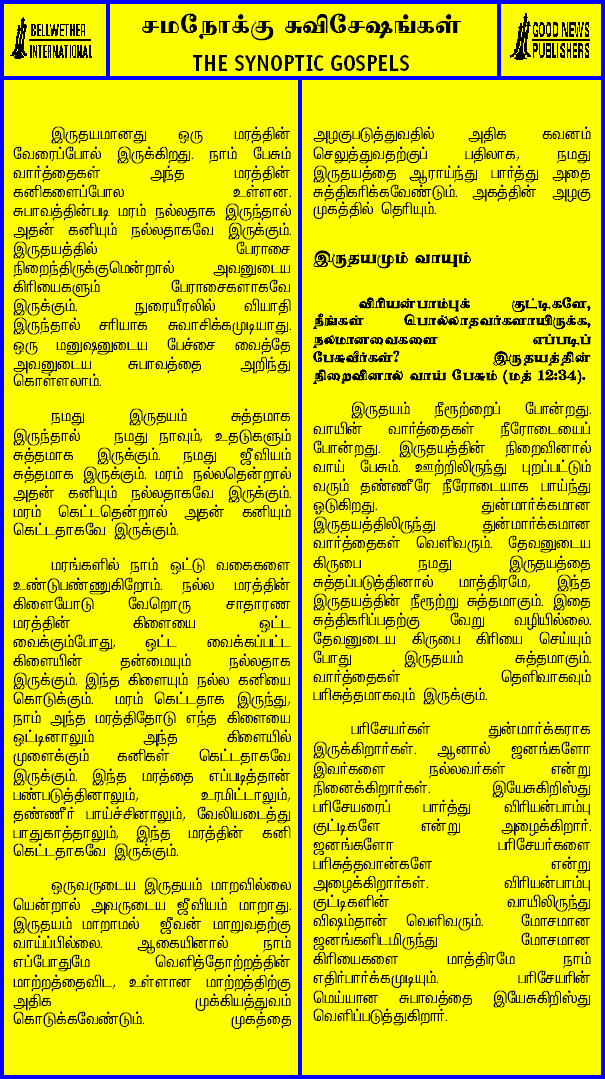 BELLWETHER
INTERNATIONAL
சமநோக்கு சுவிசேஷங்கள்
THE SYNOPTIC GOSPELS
GOOD NEWS
PUBLISHERS
இருதயமானது ஒரு மரத்தின்
வேரைப்போல் இருக்கிறது. நாம் பேசும்
வார்த்தைகள் அந்த மரத்தின்
கனிகளைப்போல உள்ளன.
சுபாவத்தின்படி மரம் நல்லதாக இருந்தால்
அதன் கனியும் நல்லதாகவே இருக்கும்.
இருதயத்தில் பேராசை
நிறைந்திருக்குமென்றால் அவனுடைய
கிரியைகளும் பேராசைகளாகவே
இருக்கும். நுரையீரலில் வியாதி
இருந்தால் சரியாக சுவாசிக்கமுடியாது.
ஒரு மனுஷனுடைய பேச்சை வைத்தே
அவனுடைய சுபாவத்தை அறிந்து
கொள்ளலாம்.
நமது இருதயம் சுத்தமாக
இருந்தால் நமது நாவும், உதடுகளும்
சுத்தமாக இருக்கும். நமது ஜீவியம்
சுத்தமாக இருக்கும். மரம் நல்லதென்றால்
அதன் கனியும் நல்லதாகவே இருக்கும்.
மரம் கெட்டதென்றால் அதன் கனியும்
கெட்டதாகவே இருக்கும்.
மரங்களில் நாம் ஒட்டு வகைகளை
உண்டுபண்ணுகிறோம். நல்ல மரத்தின்
கிளையோடு வேறொரு சாதாரண
மரத்தின் கிளையை ஒட்ட
வைக்கும்போது, ஒட்ட வைக்கப்பட்ட
கிளையின் தன்மையும் நல்லதாக
இருக்கும். இந்த கிளையும் நல்ல கனியை
கொடுக்கும். மரம் கெட்டதாக இருந்து,
நாம் அந்த மரத்திதோடு எந்த கிளையை
ஒட்டினாலும் அந்த கிளையில்
முளைக்கும் கனிகள் கெட்டதாகவே
இருக்கும். இந்த மரத்தை எப்படித்தான்
பண்படுத்தினாலும், உரமிட்டாலும்,
தண்ணீர் பாய்ச்சினாலும், வேலியடைத்து
பாதுகாத்தாலும், இந்த மரத்தின் கனி
கெட்டதாகவே இருக்கும்.
ஒருவருடைய இருதயம் மாறவில்லை
யென்றால் அவருடைய ஜீவியம் மாறாது.
இருதயம் மாறாமல் ஜீவன் மாறுவதற்கு
வாய்ப்பில்லை. ஆகையினால் நாம்
எப்போதுமே வெளித்தோற்றத்தின்
மாற்றத்தைவிட, உள்ளான மாற்றத்திற்கு
அதிக முக்கியத்துவம்
கொடுக்கவேண்டும். முகத்தை
அழகுபடுத்துவதில் அதிக கவனம்
செலுத்துவதற்குப் பதிலாக, நமது
இருதயத்தை ஆராய்ந்து பார்த்து அதை
சுத்திகரிக்கவேண்டும். அகத்தின் அழகு
முகத்தில் தெரியும்.
இருதயமும் வாயும்
விரியன்பாம்புக் குட்டிகளே,
நீங்கள் பொல்லாதவர்களாயிருக்க,
நலமானவைகளை எப்படிப்
பேசுவீர்கள்? இருதயத்தின்
நிறைவினால் வாய் பேசும் (மத் 12:34).
இருதயம் நீரூற்றைப் போன்றது.
வாயின் வார்த்தைகள் நீரோடையைப்
போன்றது. இருதயத்தின் நிறைவினால்
வாய் பேசும். ஊற்றிலிருந்து புறப்பட்டும்
வரும் தண்ணீரே நீரோடையாக பாய்ந்து
ஓடுகிறது. துன்மார்க்கமான
இருதயத்திலிருந்து துன்மார்க்கமான
வார்த்தைகள் வெளிவரும். தேவனுடைய
கிருபை நமது இருதயத்தை
சுத்தப்படுத்தினால் மாத்திரமே, இந்த
இருதயத்தின் நீரூற்று சுத்தமாகும். இதை
சுத்திகரிப்பதற்கு வேறு வழியில்லை.
தேவனுடைய கிருபை கிரியை செய்யும்
போது இருதயம் சுத்தமாகும்.
வார்த்தைகள் தெளிவாகவும்
பரிசுத்தமாகவும் இருக்கும்.
பரிசேயர்கள் துன்மார்க்கராக
இருக்கிறார்கள். ஆனால் ஜனங்களோ
இவர்களை நல்லவர்கள் என்று
நினைக்கிறார்கள். இயேசுகிறிஸ்து
பரிசேயரைப் பார்த்து விரியன்பாம்பு
குட்டிகளே என்று அழைக்கிறார்.
ஜனங்களோ பரிசேயர்களை
பரிசுத்தவான்களே என்று
அழைக்கிறார்கள். விரியன்பாம்பு
குட்டிகளின் வாயிலிருந்து
விஷம்தான் வெளிவரும். மோசமான
ஜனங்களிடமிருந்து மோசமான
கிரியைகளை மாத்திரமே நாம்
எதிர்பார்க்கமுடியும். பரிசேயரின்
மெய்யான சுபாவத்தை இயேசுகிறிஸ்து
வெளிப்படுத்துகிறார்.